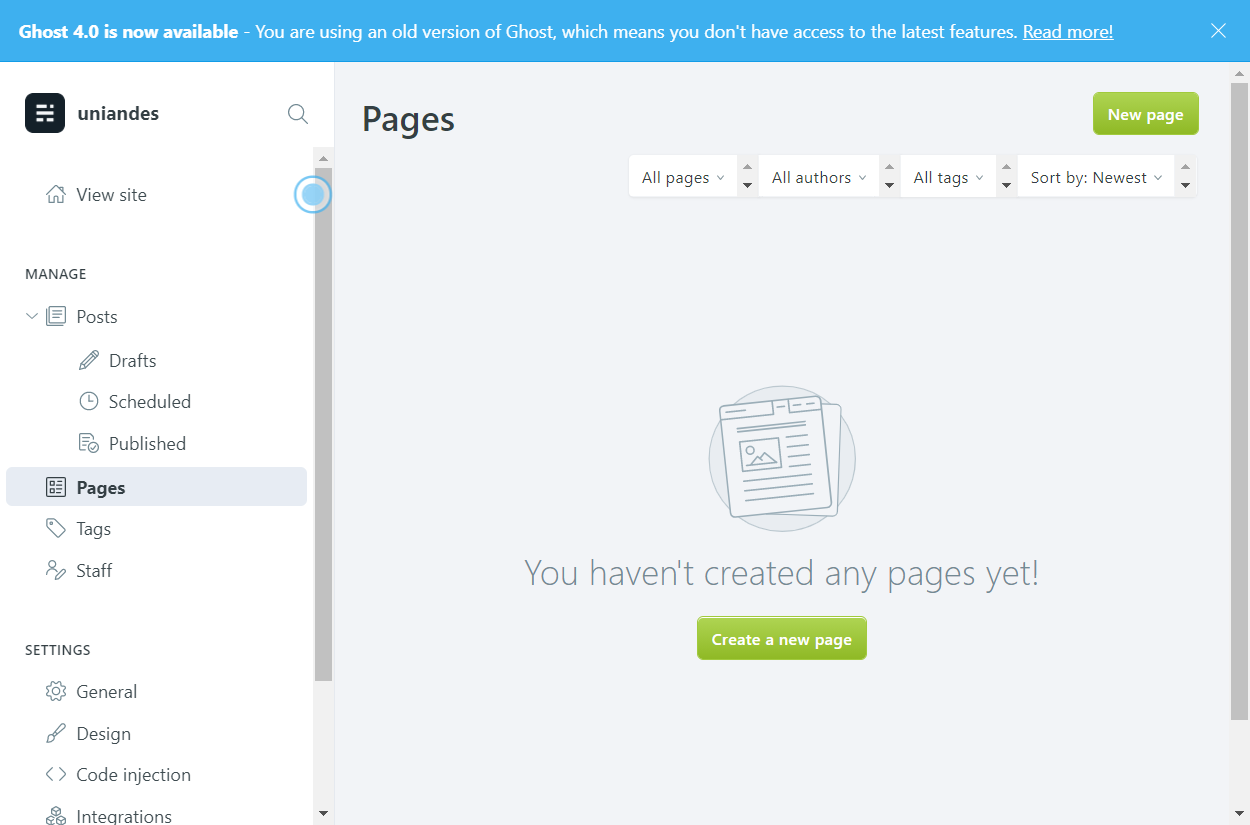 Ghost 4.0 is now available - You are using an old version of Ghost, which means you don't have access to the latest features. Read more!
uniandes
View site
MANAGE
Posts
Drafts
Scheduled
Published
Pages
Tags
Staff
SETTINGS
General
Design
Code injection
Integrations
Pages
New page
All pages
All authors
All tags
Sort by: Newest
You haven't created any pages yet!
Create a new page